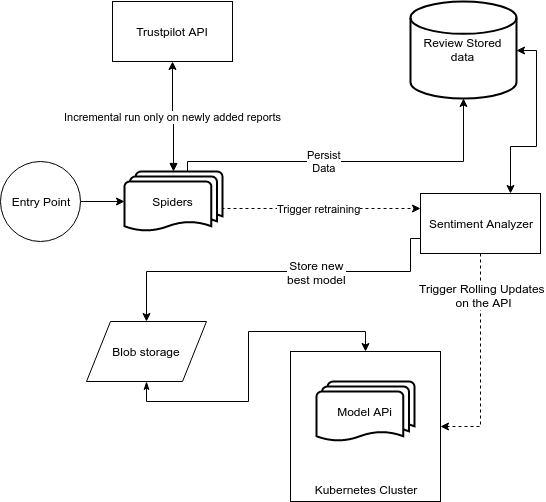 Trustpilot API
Review Stored
data
Incremental run only on newly added reports
Persist
Data
Entry Point
Spiders
Trigger retraining
Sentiment Analyzer
Store new
best model
Trigger Rolling Updates
on the API
Blob storage
Model APi
Kubernetes Cluster